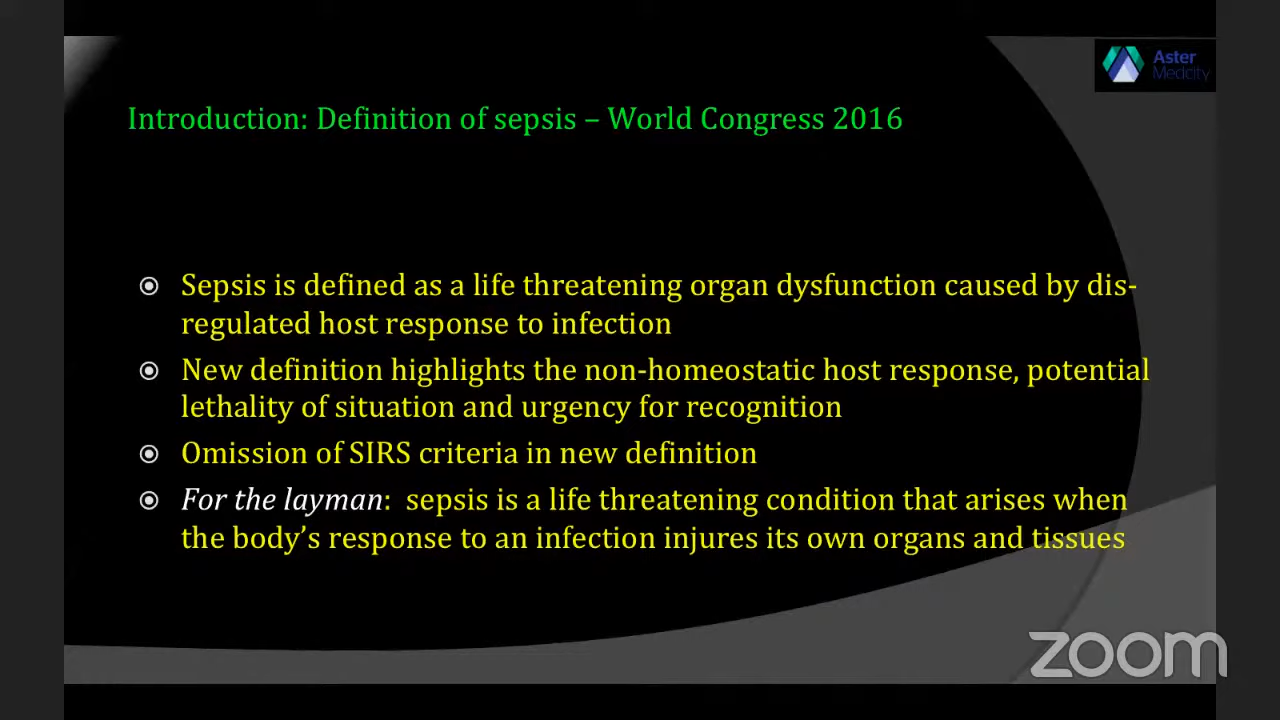 Aster
Medcity
Introduction: Definition of sepsis – World Congress 2016
Sepsis is defined as a life threatening organ dysfunction caused by dis-
regulated host response to infection
New definition highlights the non-homeostatic host response, potential
lethality of situation and urgency for recognition
Omission of SIRS criteria in new definition
For the layman: sepsis is a life threatening condition that arises when
the body’s response to an infection injures its own organs and tissues
zoom